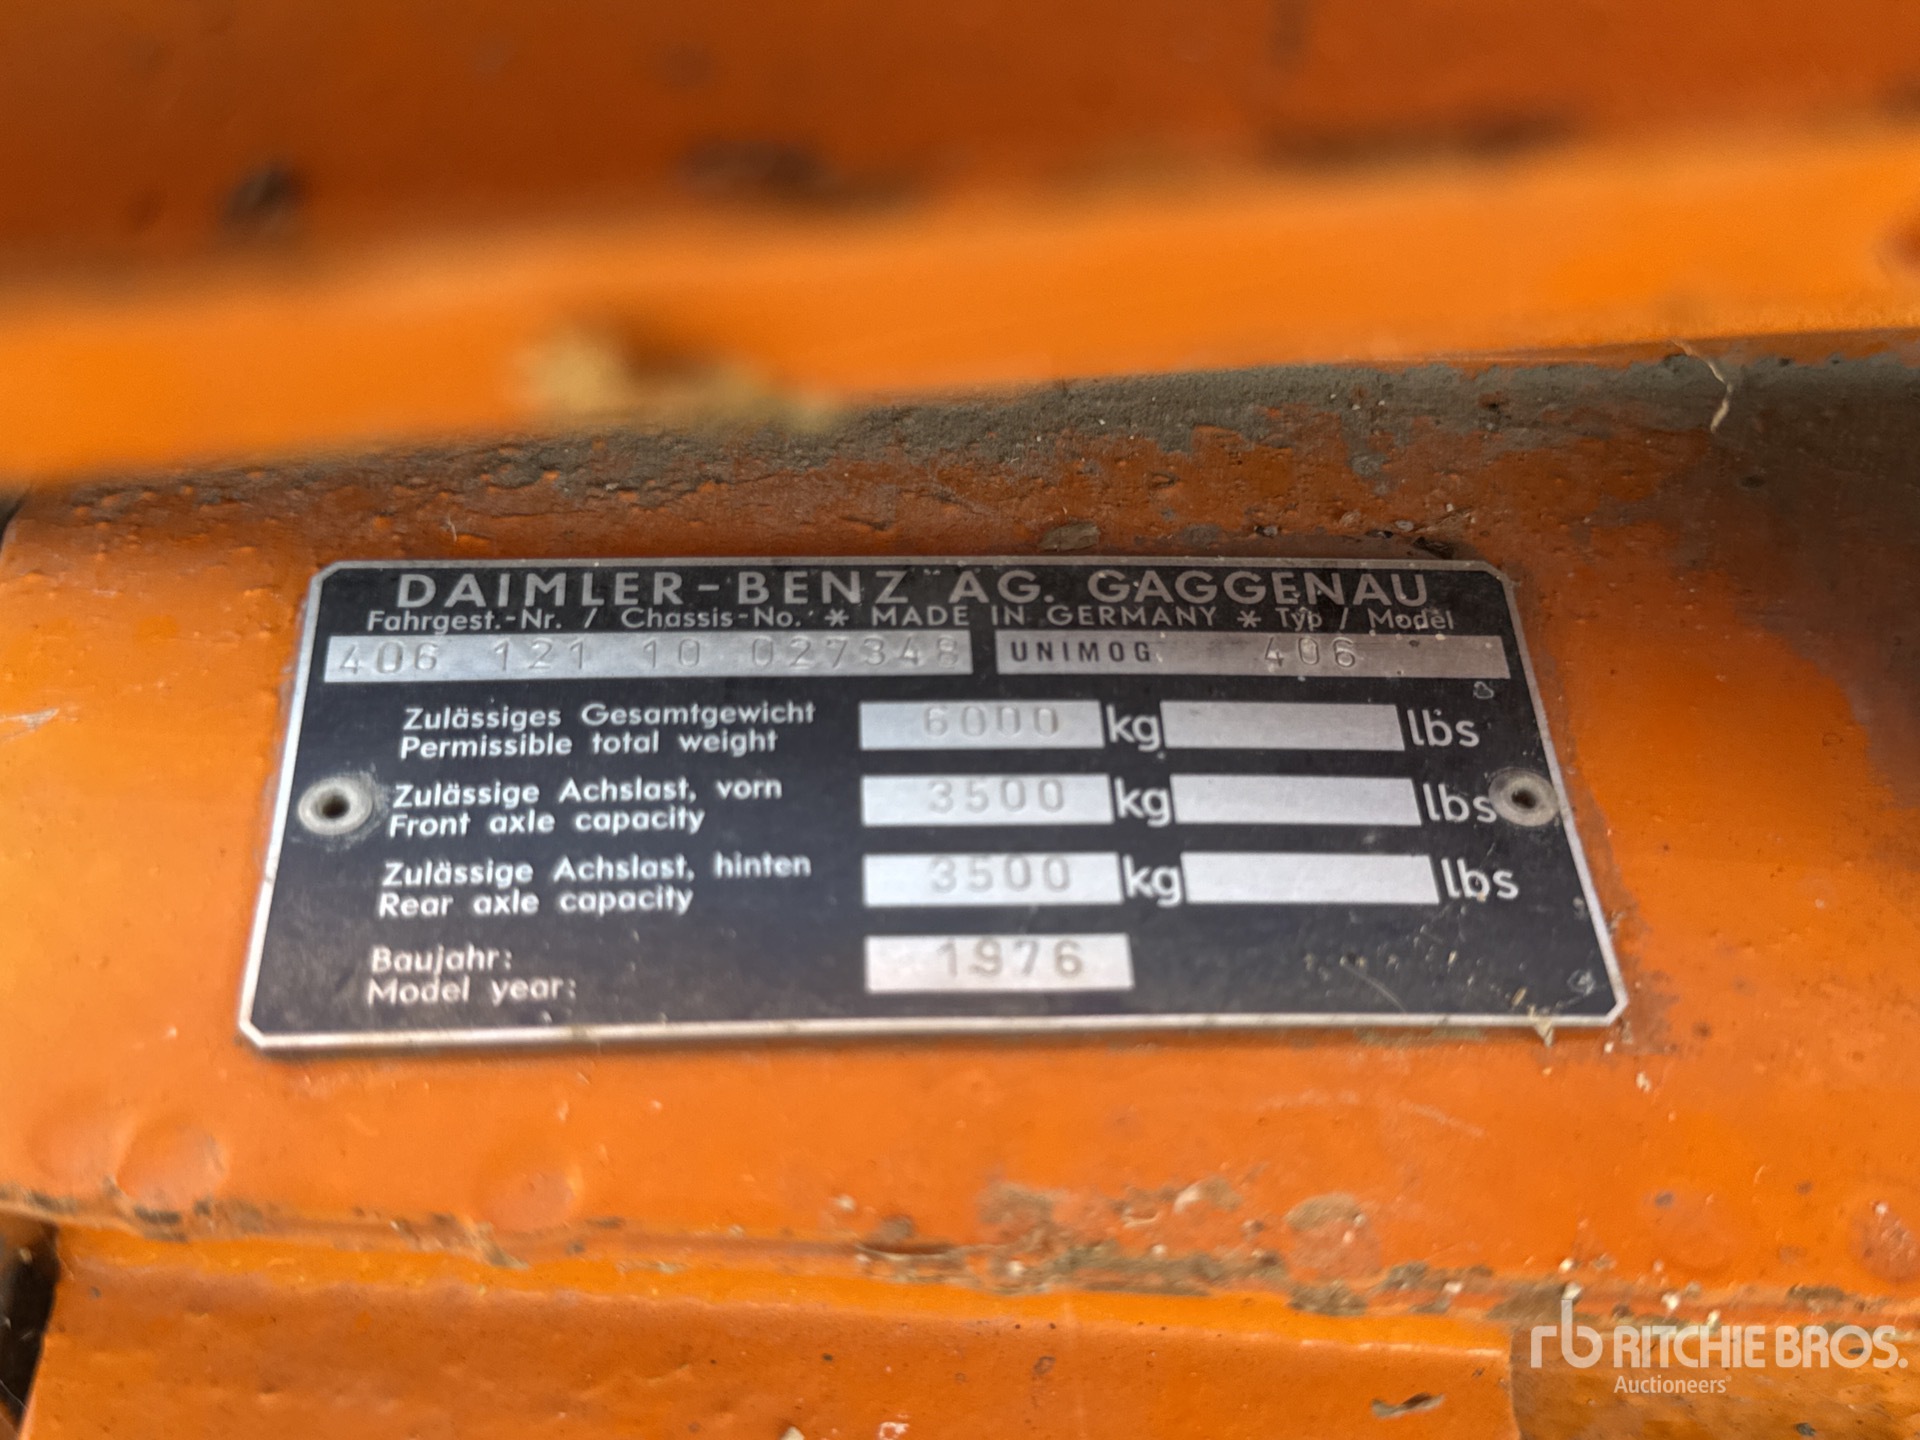 DAIMLER-BENZ AG. GAGGENAU
Fahrgest.-Nr. / Chassis-No. * MADE IN GERMANY * Typ / Model
406 121 10 027348 UNIMOG 406
Zulässiges Gesamtgewicht
Permissible total weight
6000 kg lbs
Zulässige Achslast, vorn
Front axle capacity
3500 kg lbs
Zulässige Achslast, hinten
Rear axle capacity
3500 kg lbs
Baujahr:
Model year:
1976
rb RITCHIE BROS.
Auctioneers